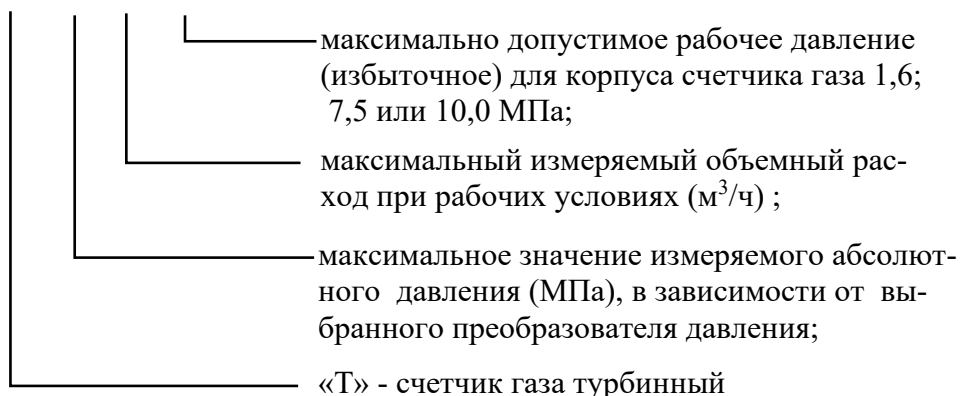 максимально допустимое рабочее давление
(избыточное) для корпуса счетчика газа 1,6;
7,5 или 10,0 МПа;
максимальный измеряемый объемный рас-
ход при рабочих условиях (м³/ч) ;
максимальное значение измеряемого абсолют-
ного давления (МПа), в зависимости от вы-
бранного преобразователя давления;
«Т» - счетчик газа турбинный